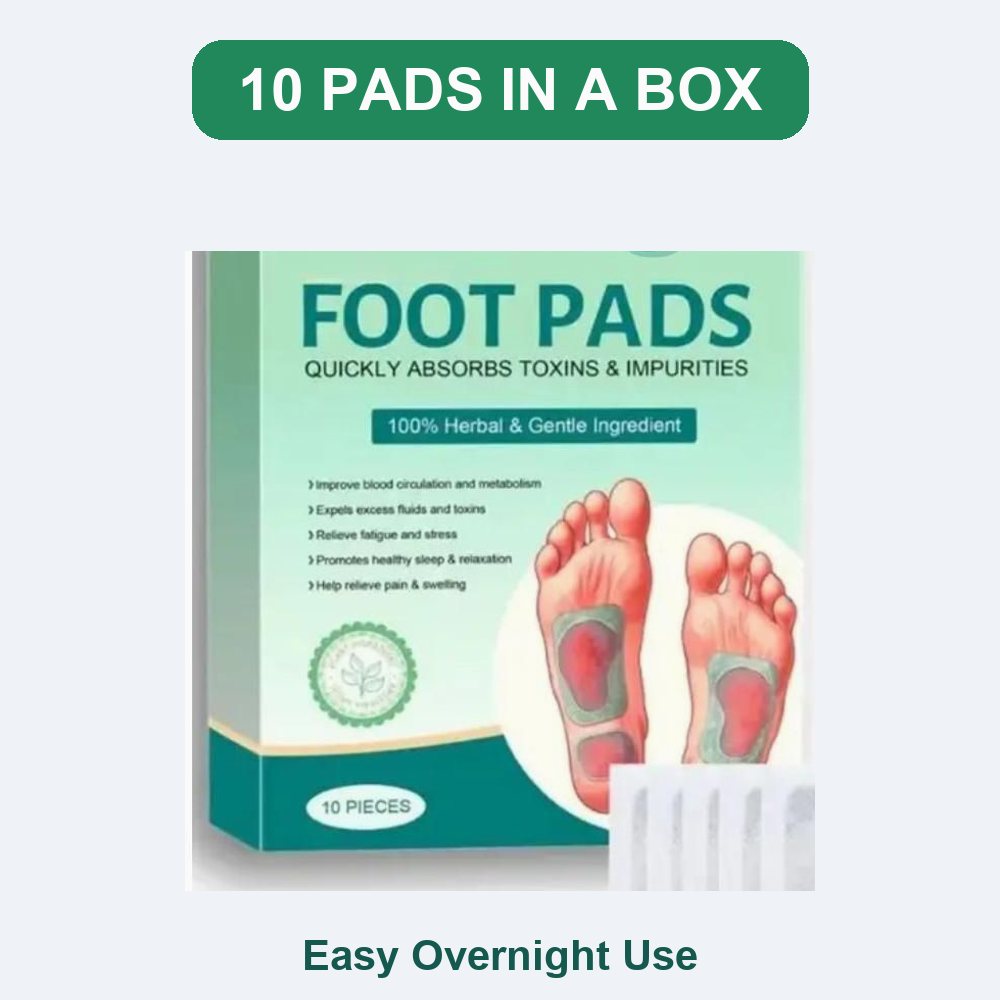 10 PADS IN A BOX
FOOT PADS
QUICKLY ABSORBS TOXINS & IMPURITIES
100% Herbal & Gentle Ingredient
Improve blood circulation and metabolism
Expels excess fluids and toxins
Relieve fatigue and stress
Promotes healthy sleep & relaxation
Help relieve pain & swelling
10 PIECES
Easy Overnight Use